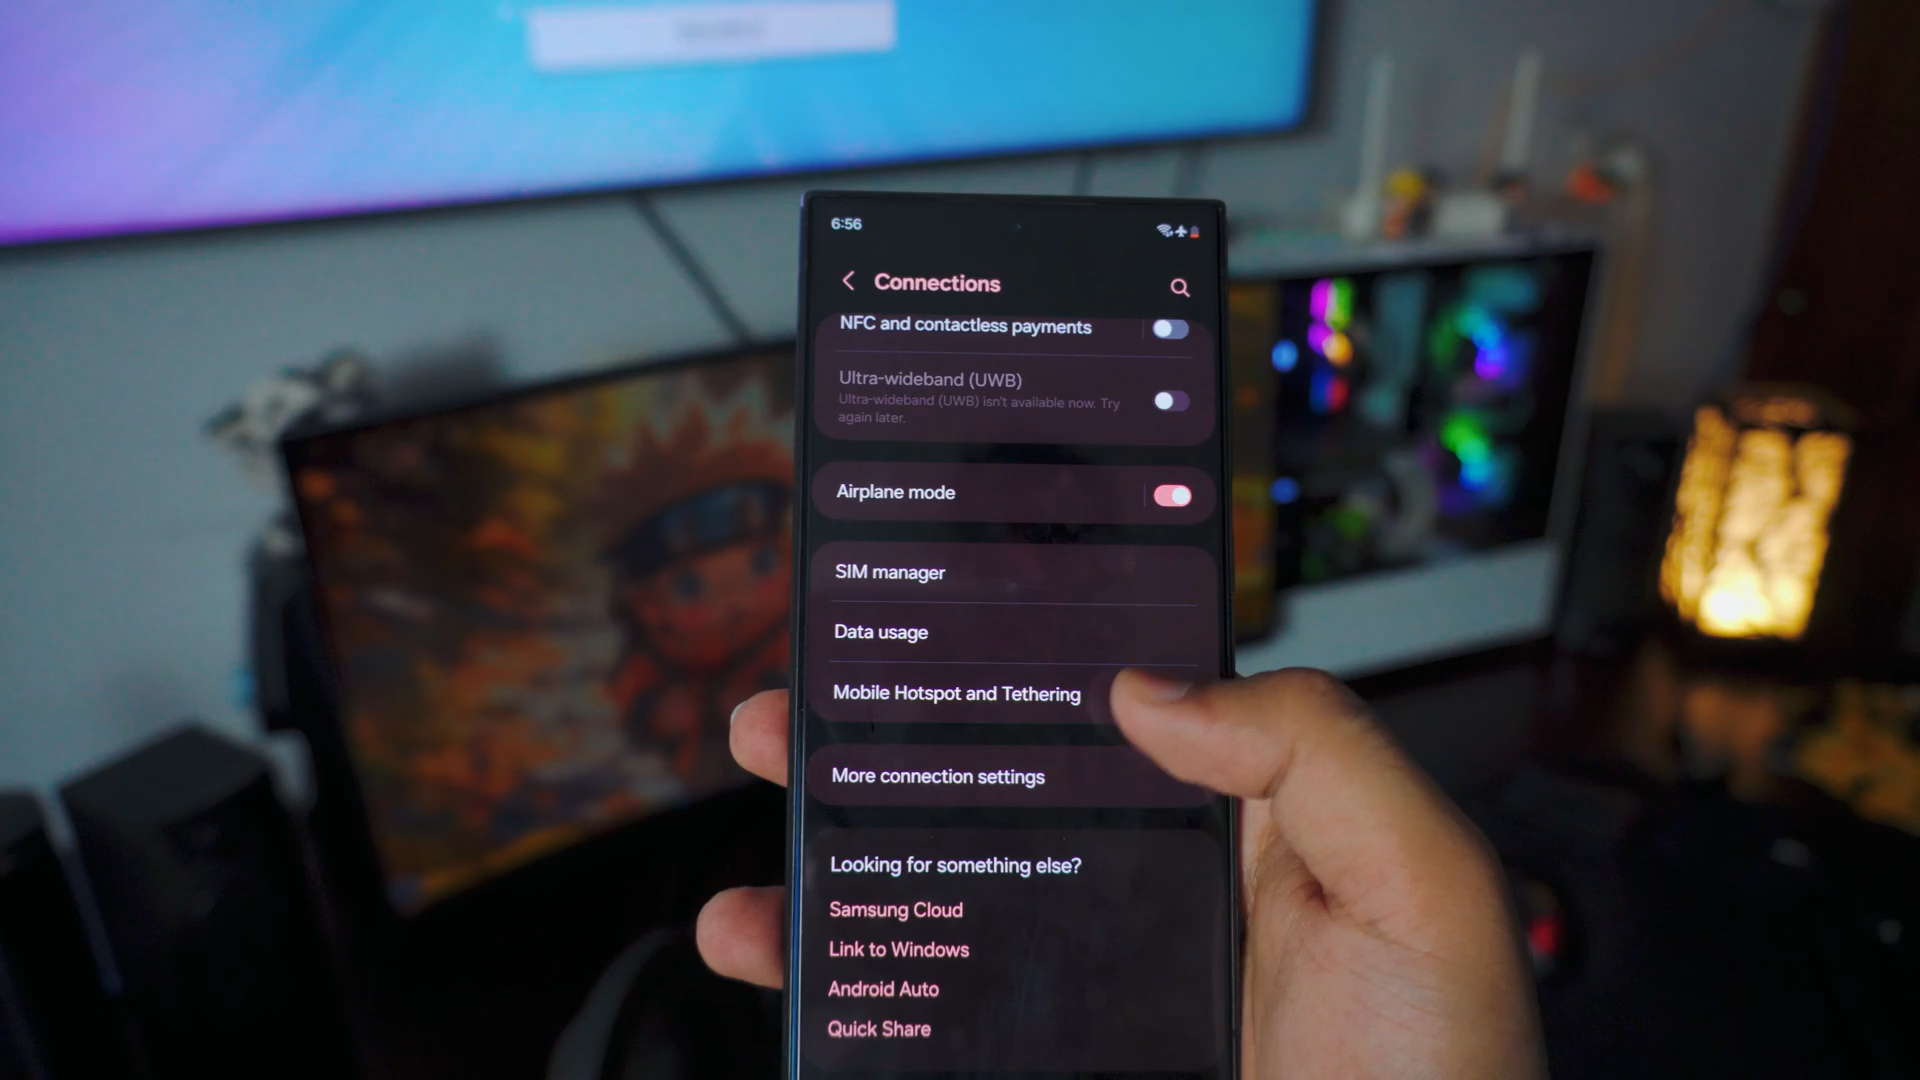 6:56
Connections
NFC and contactless payments
Ultra-wideband (UWB)
Ultra-wideband (UWB) isn't available now. Try
again later.
Airplane mode
SIM manager
Data usage
Mobile Hotspot and Tethering
More connection settings
Looking for something else?
Samsung Cloud
Link to Windows
Android Auto
Quick Share